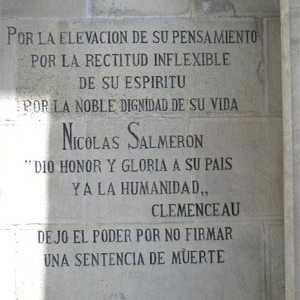 POR LA ELEVACION DE SU PENSAMIENTO
POR LA RECTITUD INFLEXIBLE
DE SU ESPIRITU
POR LA NOBLE DIGNIDAD DE SU VIDA
NICOLAS SALMERON
"DIO HONOR Y GLORIA A SU PAIS
Y A LA HUMANIDAD„
CLEMENCEAU
DEJO EL PODER POR NO FIRMAR
UNA SENTENCIA DE MUERTE